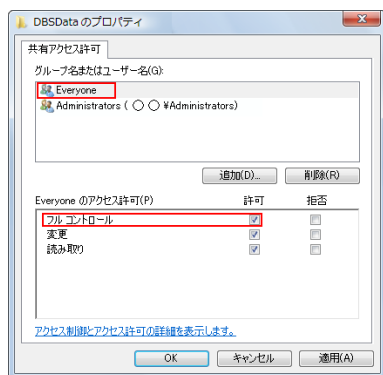 DBSDataのプロパティ
共有アクセス許可
グループ名またはユーザー名(G):
Everyone
Administrators ( 〇 〇 ¥Administrators)
追加(D)... 削除(R)
Everyone のアクセス許可(P) 許可 拒否
フル コントロール
変更
読み取り
アクセス制御とアクセス許可の詳細を表示します。
OK キャンセル 適用(A)